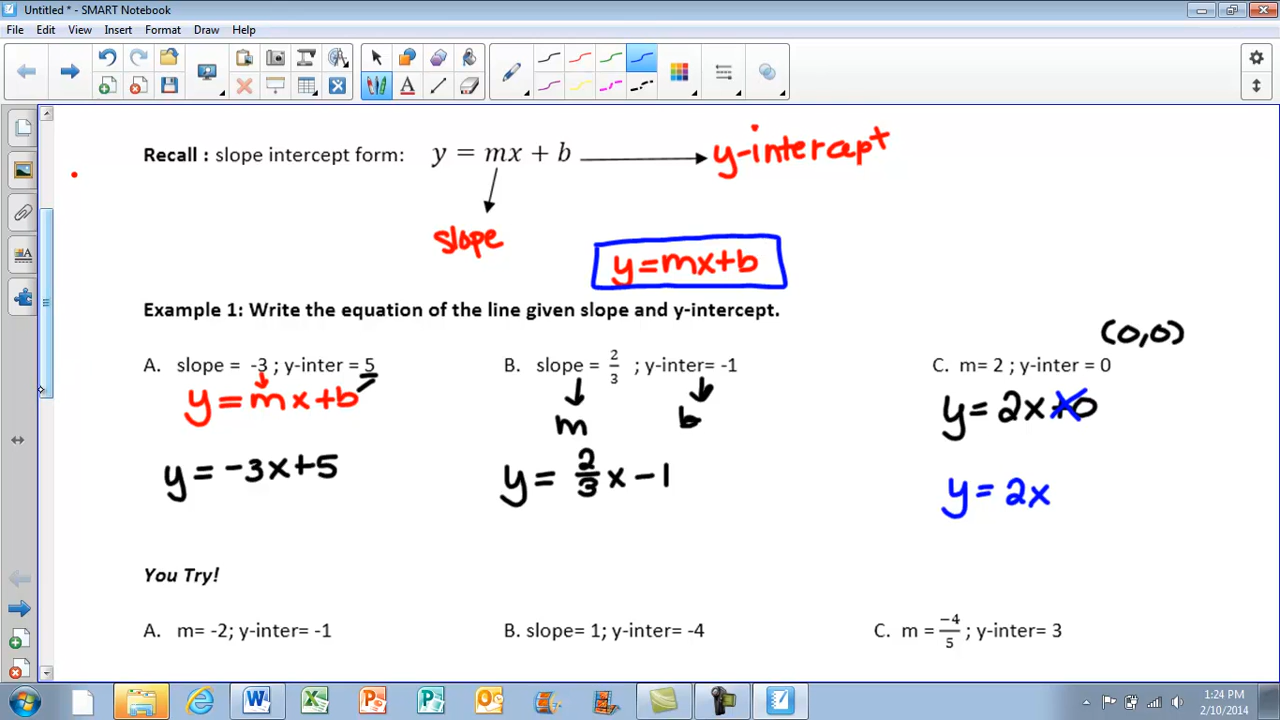 Untitled * - SMART Notebook
File Edit View Insert Format Draw Help
Recall : slope intercept form: y = mx + b y-intercapt
slope
y=mx+b
Example 1: Write the equation of the line given slope and y-intercept.
(0,0)
A. slope = -3 ; y-inter = 5 B. slope = 2/3 ; y-inter= -1 C. m= 2 ; y-inter = 0
y=mx+b m b y=2x+0
y=-3x+5 y= 2/3x-1 y=2x
You Try!
A. m= -2; y-inter= -1 B. slope= 1; y-inter= -4 C. m = -4/5 ; y-inter= 3
1:24 PM
2/10/2014